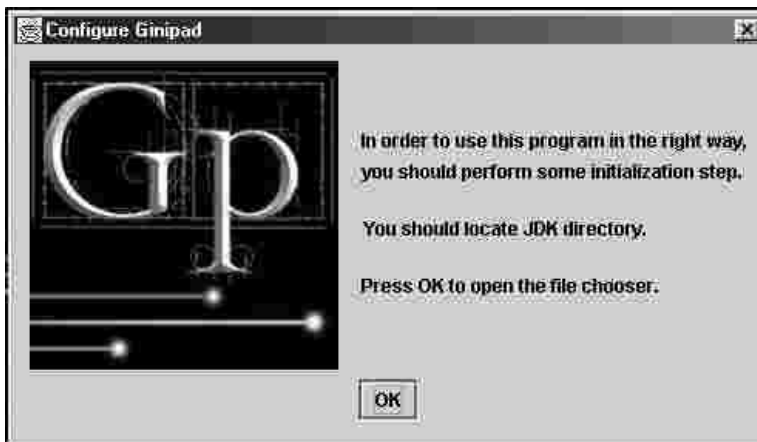 Configure Ginipad
Gp
In order to use this program in the right way,
you should perform some initialization step.
You should locate JDK directory.
Press OK to open the file chooser.
OK